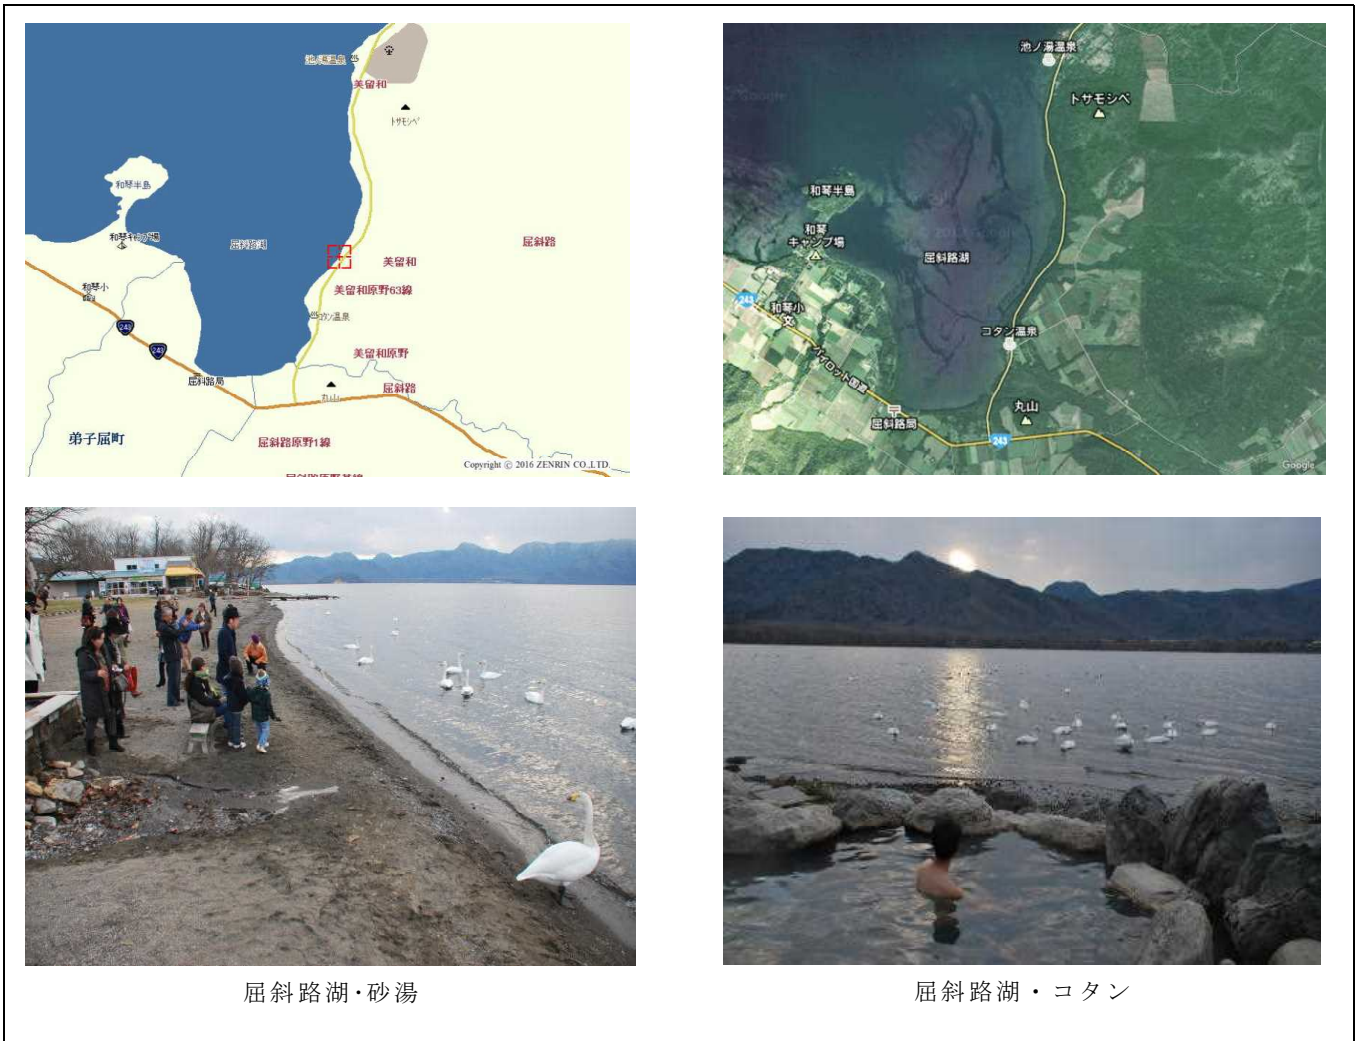 池ノ湯温泉
美留和
トサモシベ
和琴半島
和琴キャンプ場
屈斜路湖
屈斜路
美留和
和琴小
美留和原野63線
コタン温泉
243
243
美留和原野
屈斜路局
屈斜路
丸山
弟子屈町
屈斜路原野1線
Copyright © 2016 ZENRIN CO.,LTD.
池ノ湯温泉
トサモシベ
和琴半島
和琴
キャンプ場
屈斜路湖
243
和琴小
コタン温泉
パイロット国道
丸山
屈斜路局
243
Google
屈斜路湖・砂湯
屈斜路湖・コタン